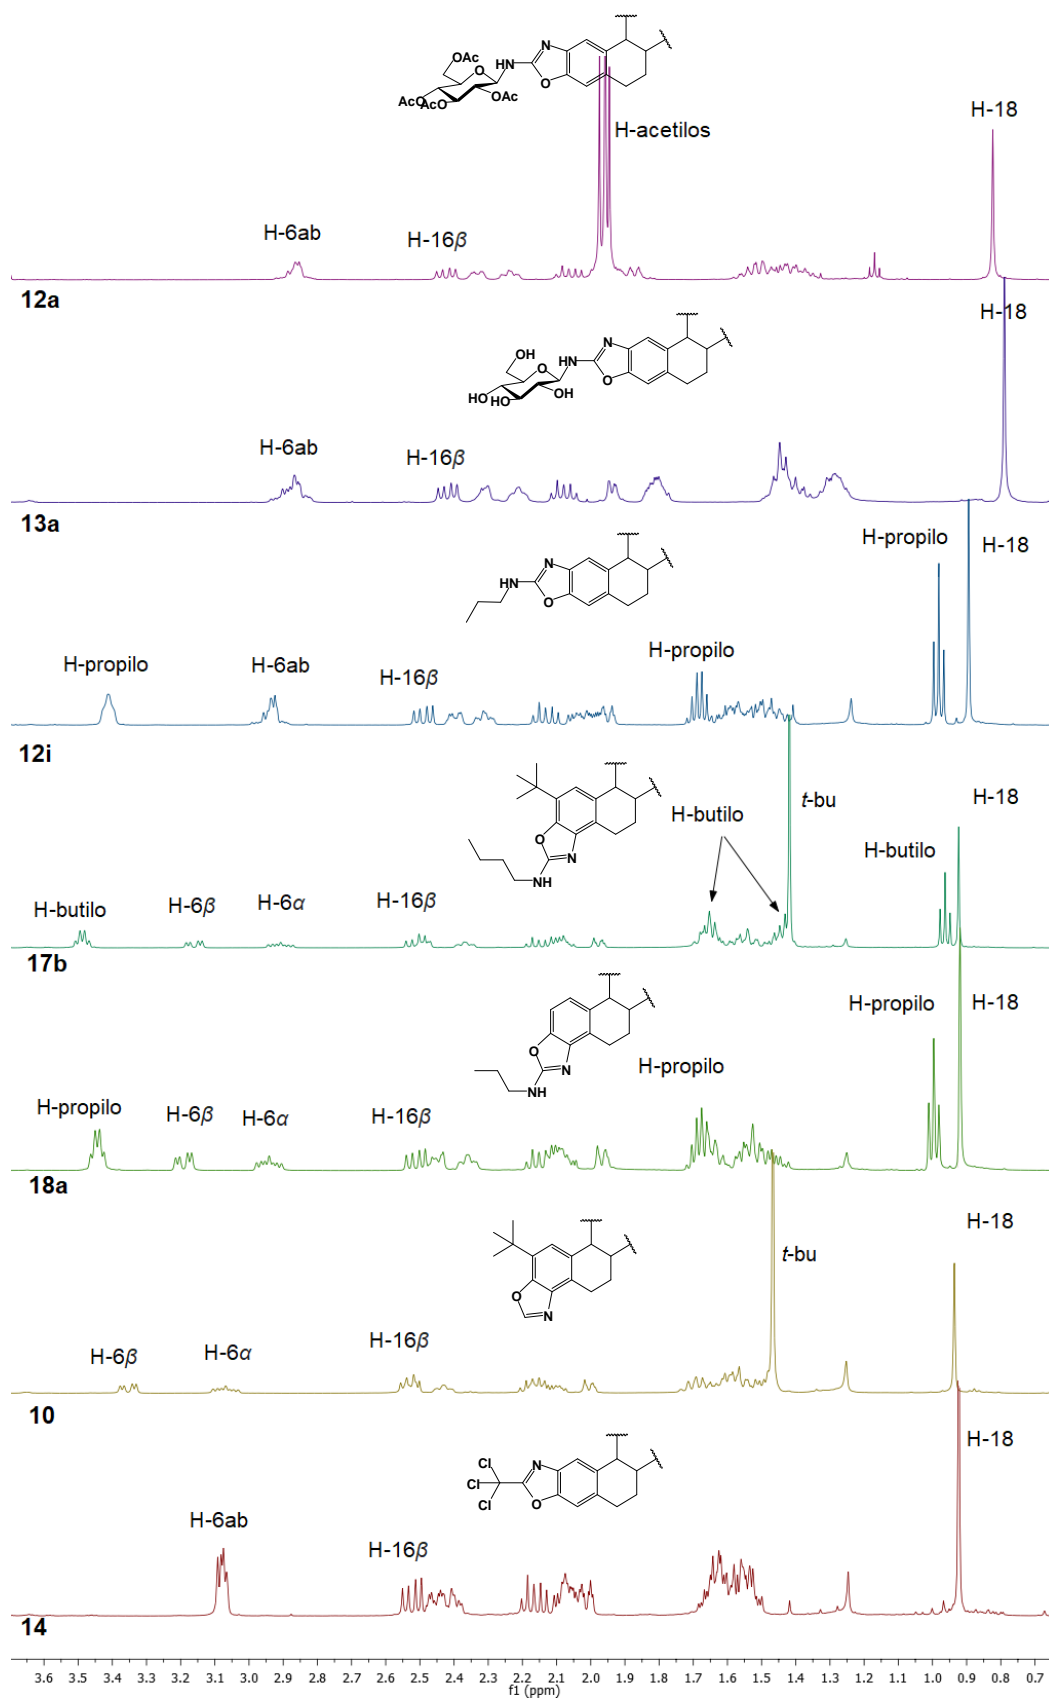 OAc
HN
N
O
O
AcO
AcO
OAc
H-acetilos
H-18
H-6ab
H-16β
12a
OH
HN
N
O
O
HO
HO
OH
H-18
H-6ab
H-16β
13a
N
HN
O
H-propilo
H-18
H-propilo
H-6ab
H-16β
H-propilo
12i
O
N
NH
H-butilo
t-bu
H-18
H-butilo
H-butilo
H-6β
H-6α
H-16β
17b
O
N
NH
H-propilo
H-propilo
H-18
H-propilo
H-6β
H-6α
H-16β
18a
O
N
t-bu
H-18
H-6β
H-6α
H-16β
10
Cl
Cl
Cl
N
O
H-18
H-6ab
H-16β
14
3.6 3.5 3.4 3.3 3.2 3.1 3.0 2.9 2.8 2.7 2.6 2.5 2.4 2.3 2.2 2.1 2.0 1.9 1.8 1.7 1.6 1.5 1.4 1.3 1.2 1.1 1.0 0.9 0.8 0.7
f1 (ppm)